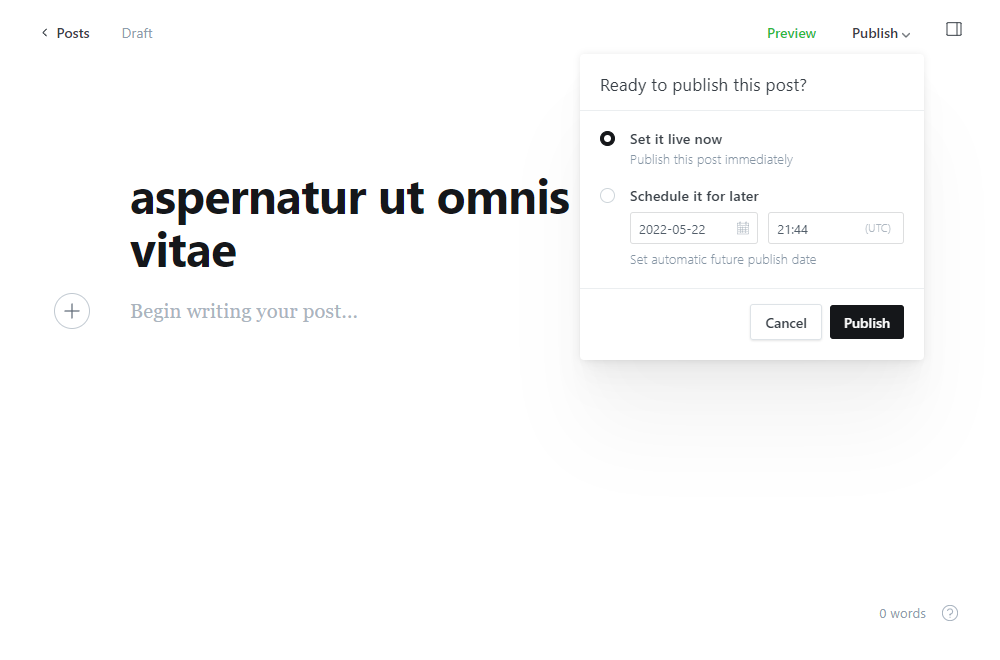 Posts Draft Preview Publish
Ready to publish this post?
Set it live now
Publish this post immediately
Schedule it for later
2022-05-22 21:44 (UTC)
Set automatic future publish date
Cancel Publish
aspernatur ut omnis
vitae
Begin writing your post...
0 words ?